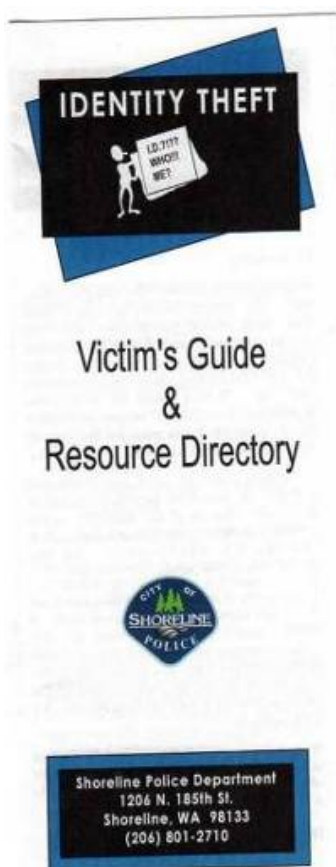 IDENTITY THEFT
I.D.?!??
WHO!!!
ME?
Victim's Guide
&
Resource Directory
CITY OF
SHORELINE
POLICE
Shoreline Police Department
1206 N. 185th St.
Shoreline, WA 98133
(206) 801-2710